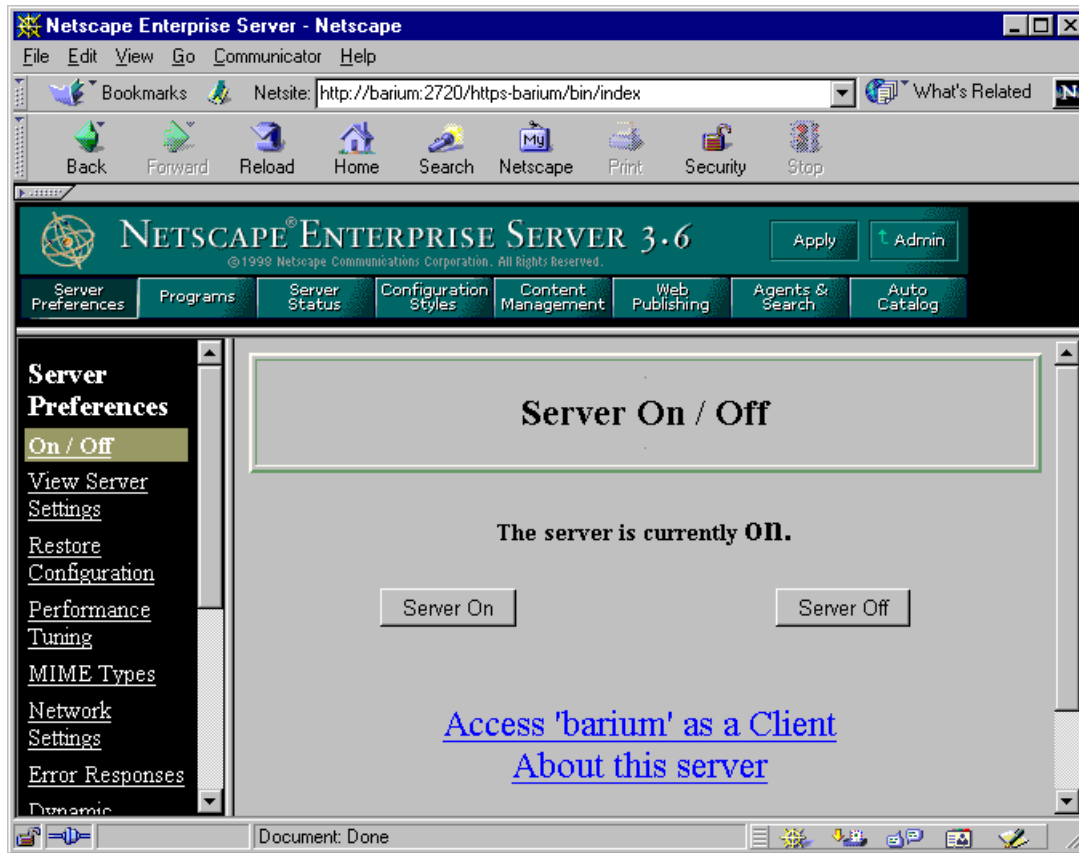 Netscape Enterprise Server - Netscape
File Edit View Go Communicator Help
Bookmarks Netsite: http://barium:2720/https-barium/bin/index What's Related N
Back Forward Reload Home Search My Netscape Print Security Stop
NETSCAPE® ENTERPRISE SERVER 3.6
©1998 Netscape Communications Corporation. All Rights Reserved.
Apply Admin
Server Preferences Programs Server Status Configuration Styles Content Management Web Publishing Agents & Search Auto Catalog
Server
Preferences
On / Off
View Server
Settings
Restore
Configuration
Performance
Tuning
MIME Types
Network
Settings
Error Responses
Dynamic
Server On / Off
The server is currently on.
Server On Server Off
Access 'barium' as a Client
About this server
Document: Done